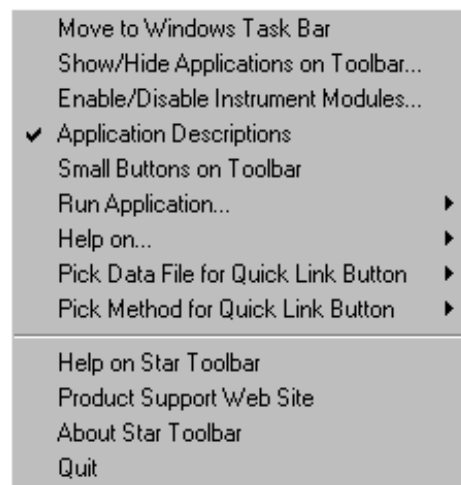 Move to Windows Task Bar
Show/Hide Applications on Toolbar...
Enable/Disable Instrument Modules...
Application Descriptions
Small Buttons on Toolbar
Run Application...
Help on...
Pick Data File for Quick Link Button
Pick Method for Quick Link Button
Help on Star Toolbar
Product Support Web Site
About Star Toolbar
Quit